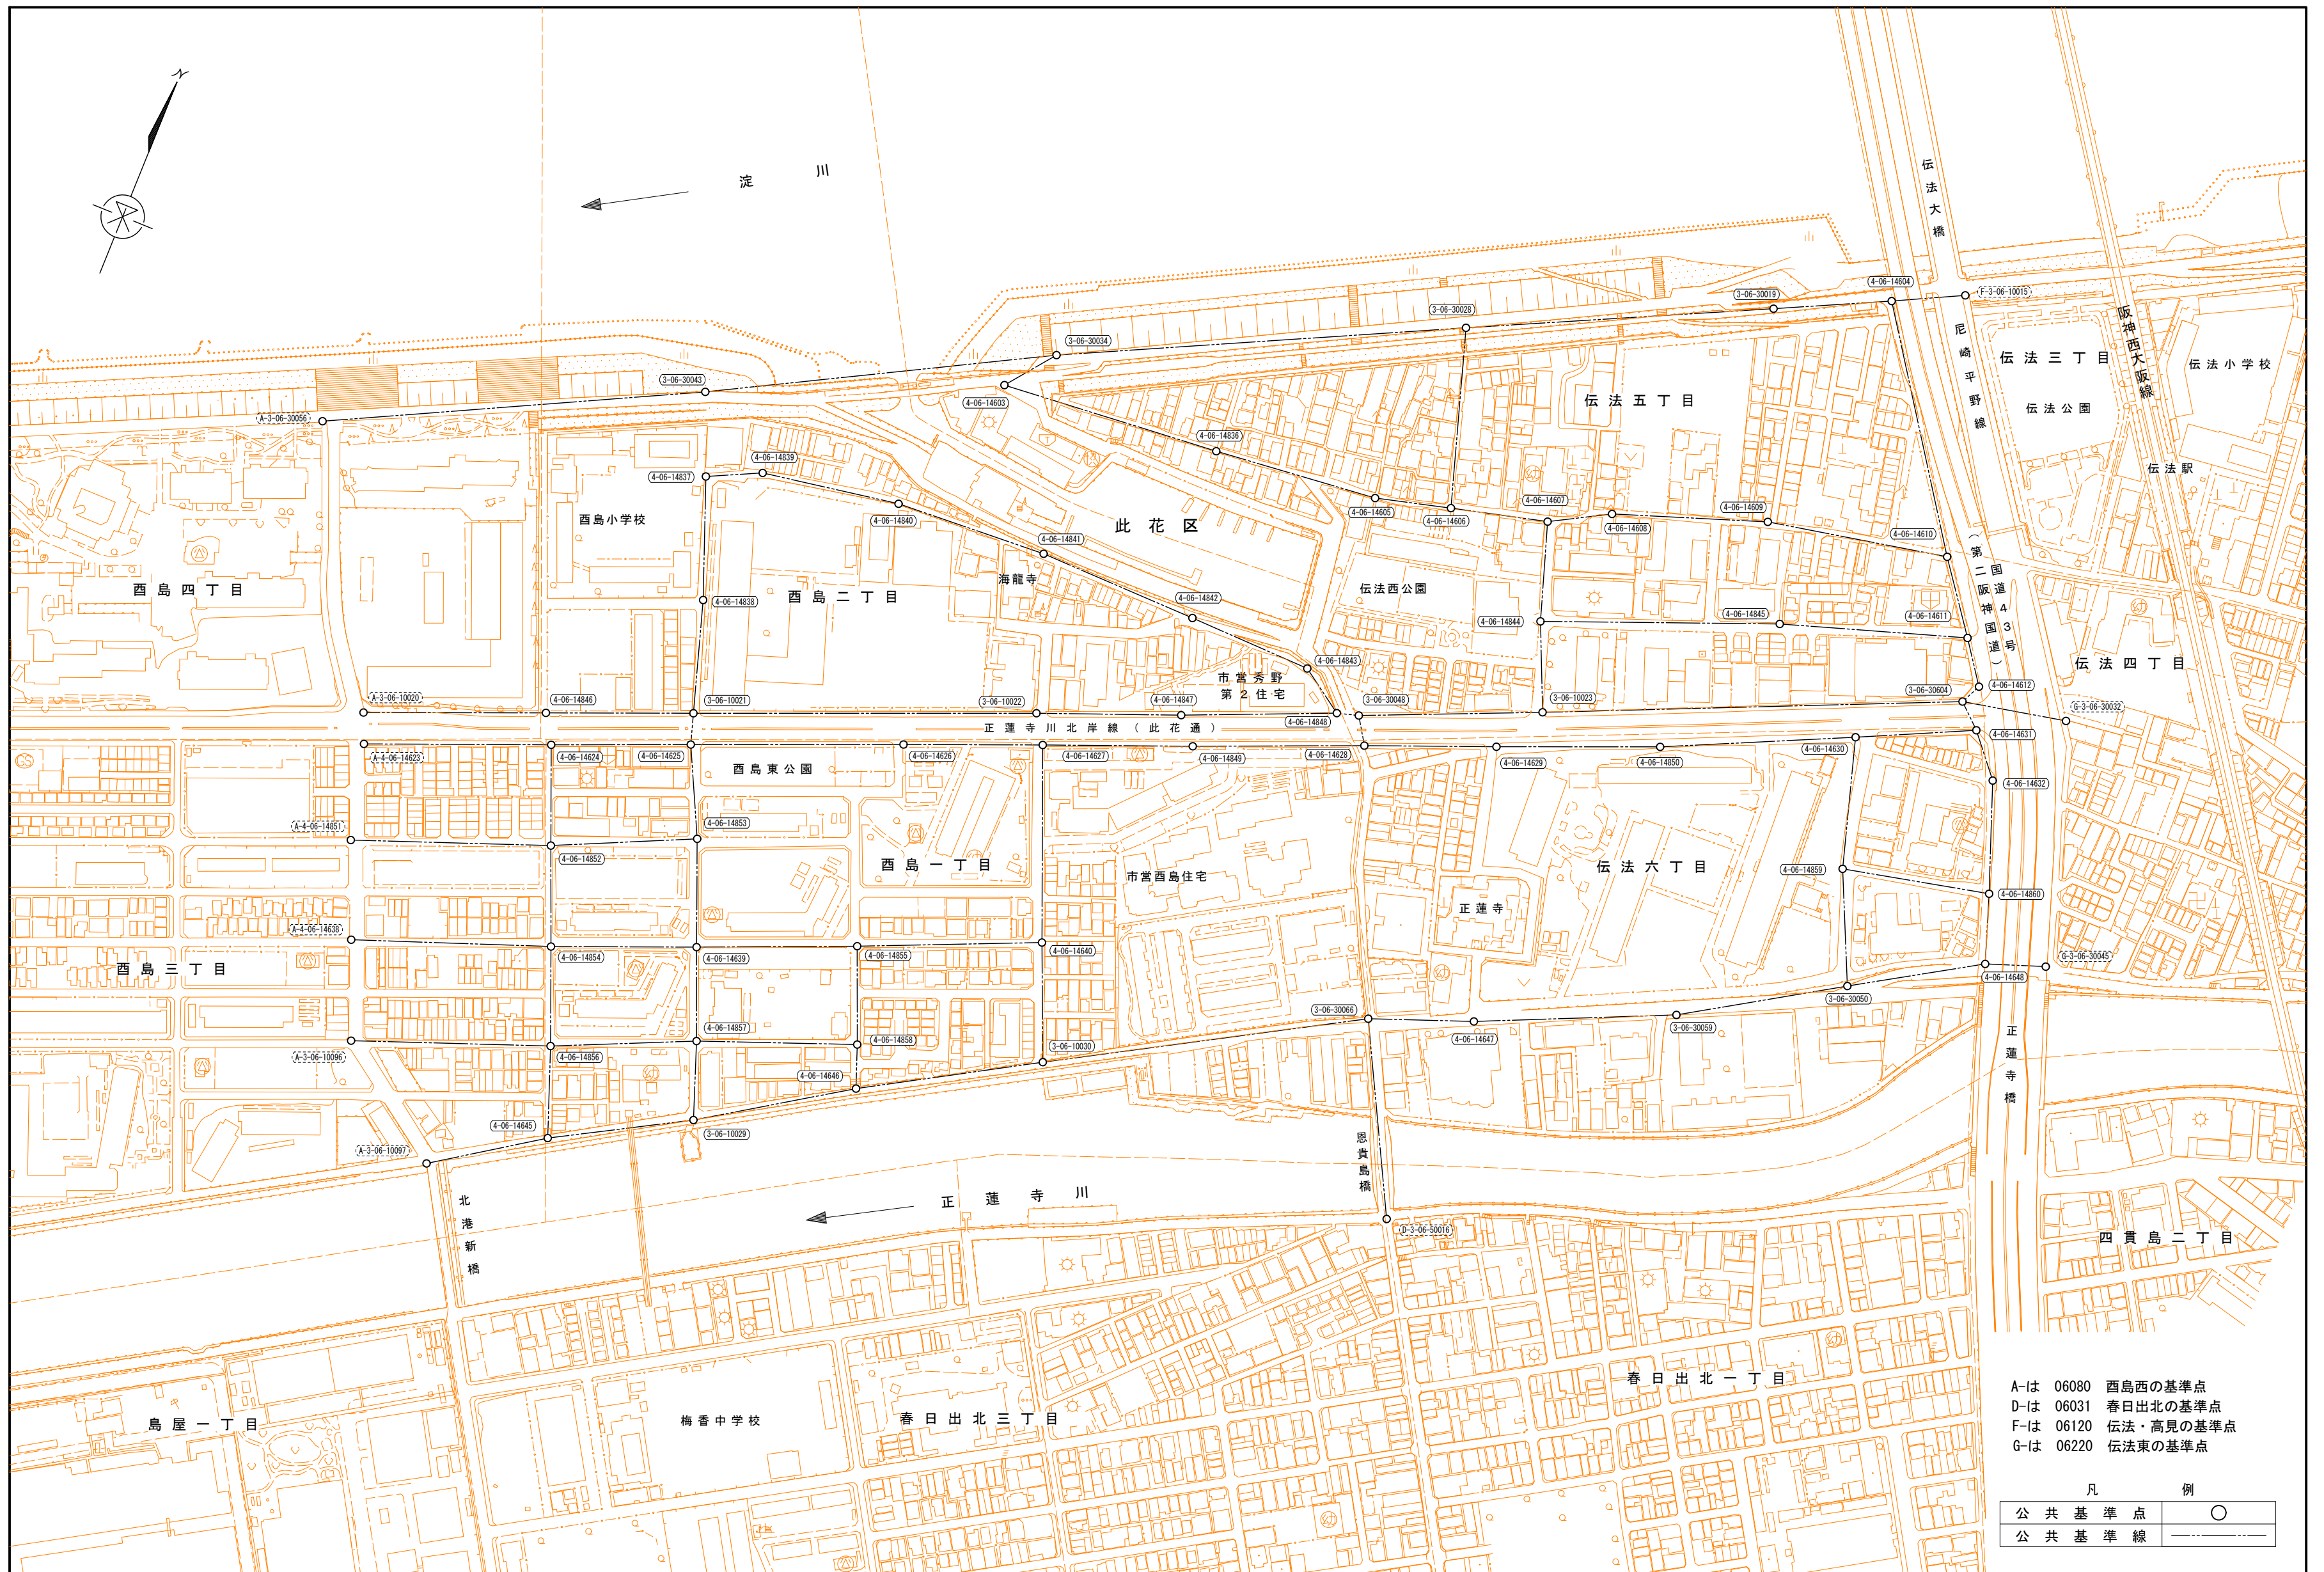 N
淀川
伝法大橋
4-06-14604
F-3-06-10015
3-06-30019
3-06-30028
3-06-30034
尼崎平野線
阪神西大阪線
伝法三丁目
伝法小学校
伝法公園
伝法駅
3-06-30043
4-06-14603
A-3-06-30056
伝法五丁目
4-06-14836
4-06-14839
4-06-14837
4-06-14840
酉島小学校
此花区
4-06-14605
4-06-14606
4-06-14607
4-06-14608
4-06-14609
4-06-14610
4-06-14841
海龍寺
酉島四丁目
4-06-14838
酉島二丁目
4-06-14842
伝法西公園
4-06-14844
4-06-14845
4-06-14611
国道43号
(第二阪神国道)
伝法四丁目
4-06-14843
市営秀野
第2住宅
A-3-06-10020
4-06-14846
3-06-10021
3-06-10022
4-06-14847
4-06-14848
3-06-30048
3-06-10023
3-06-30604
4-06-14612
G-3-06-30032
正蓮寺川北岸線(此花通)
A-4-06-14623
4-06-14624
4-06-14625
酉島東公園
4-06-14626
4-06-14627
4-06-14849
4-06-14628
4-06-14629
4-06-14850
4-06-14630
4-06-14631
4-06-14632
GS
A-4-06-14851
4-06-14853
4-06-14852
酉島一丁目
市営酉島住宅
伝法六丁目
4-06-14859
4-06-14860
正蓮寺
A-4-06-14638
4-06-14854
4-06-14639
4-06-14855
4-06-14640
G-3-06-30045
4-06-14648
酉島三丁目
3-06-30050
3-06-30066
3-06-30059
4-06-14647
4-06-14857
4-06-14858
3-06-10030
A-3-06-10096
4-06-14856
4-06-14646
正蓮寺橋
4-06-14645
3-06-10029
A-3-06-10097
恩貴島橋
北港新橋
正蓮寺川
D-3-06-50016
四貫島二丁目
島屋一丁目
梅香中学校
春日出北三丁目
春日出北一丁目
A-は 06080 酉島西の基準点
D-は 06031 春日出北の基準点
F-は 06120 伝法・高見の基準点
G-は 06220 伝法東の基準点
凡例
公共基準点
公共基準線